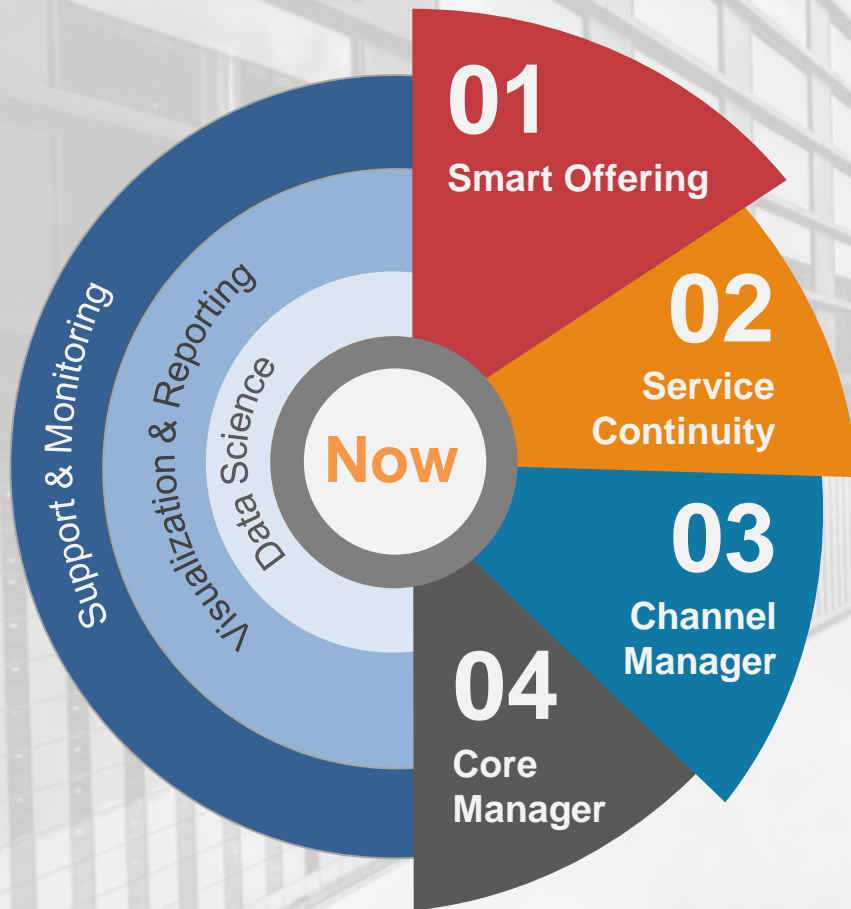 01
Smart Offering
02
Service
Continuity
03
Channel
Manager
04
Core
Manager
Now
Data Science
Visualization & Reporting
Support & Monitoring